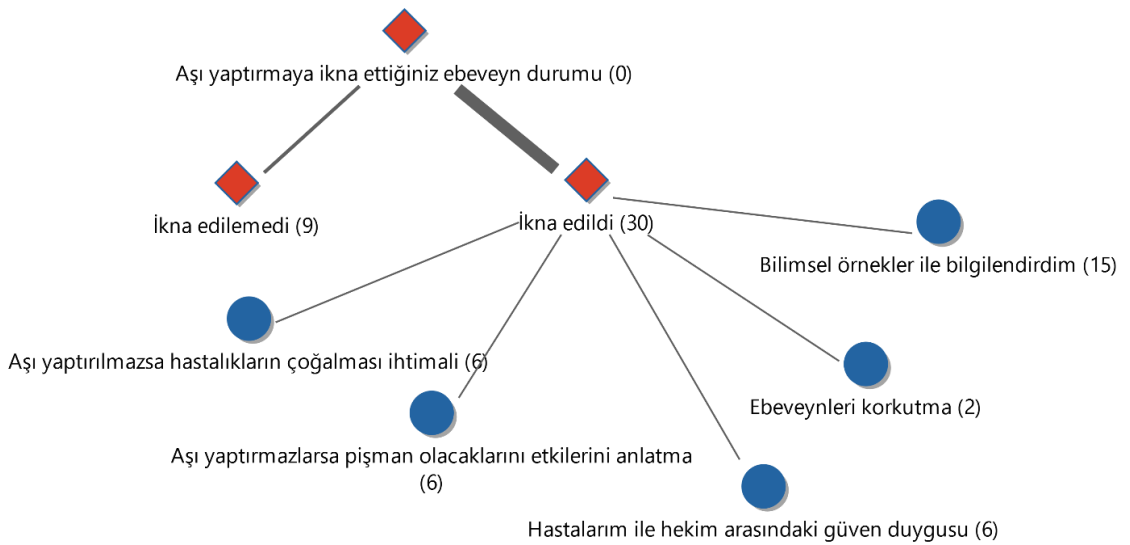 Aşı yaptırmaya ikna ettiğiniz ebeveyn durumu (0)
İkna edilemedi (9)
İkna edildi (30)
Bilimsel örnekler ile bilgilendirdim (15)
Aşı yaptırılmazsa hastalıkların çoğalması ihtimali (6)
Ebeveynleri korkutma (2)
Aşı yaptırmazlarsa pişman olacaklarını etkilerini anlatma
(6)
Hastalarım ile hekim arasındaki güven duygusu (6)